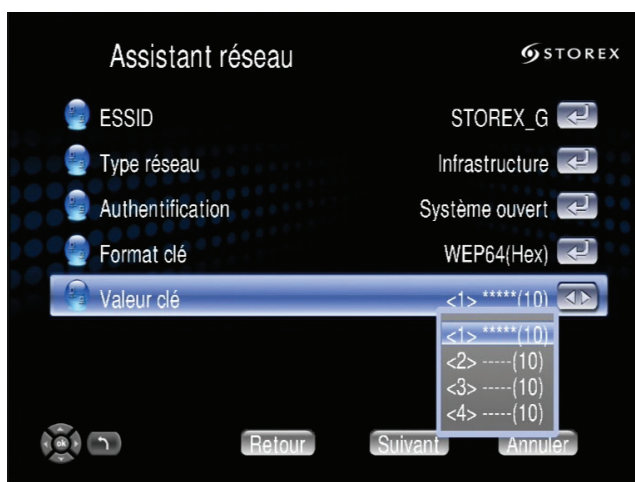 Assistant réseau
STOREX
ESSID STOREX_G
Type réseau Infrastructure
Authentification Système ouvert
Format clé WEP64(Hex)
Valeur clé <1> *****(10)
<1> *****(10)
<2> -----(10)
<3> -----(10)
<4> -----(10)
ok Retour Suivant Annuler